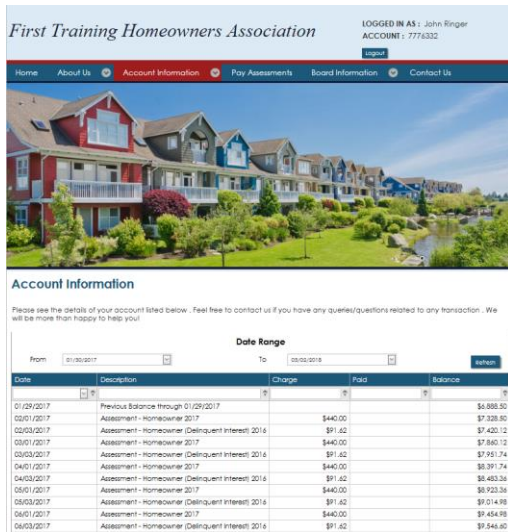 First Training Homeowners Association
LOGGED IN AS : John Ringer
ACCOUNT : 7776332
Logout
Home About Us Account Information Pay Assessments Board Information Contact Us
Account Information
Please see the details of your account listed below . Feel free to contact us if you have any queries/questions related to any transaction . We
will be more than happy to help you!
Date Range
From 01/30/2017 To 03/02/2018 Refresh
Date Description Charge Paid Balance
01/29/2017 Previous Balance through 01/29/2017 $6,888.50
02/01/2017 Assessment - Homeowner 2017 $440.00 $7,328.50
02/03/2017 Assessment - Homeowner (Delinquent Interest) 2016 $91.62 $7,420.12
03/01/2017 Assessment - Homeowner 2017 $440.00 $7,860.12
03/03/2017 Assessment - Homeowner (Delinquent Interest) 2016 $91.62 $7,951.74
04/01/2017 Assessment - Homeowner 2017 $440.00 $8,391.74
04/03/2017 Assessment - Homeowner (Delinquent Interest) 2016 $91.62 $8,483.36
05/01/2017 Assessment - Homeowner 2017 $440.00 $8,923.36
05/03/2017 Assessment - Homeowner (Delinquent Interest) 2016 $91.62 $9,014.98
06/01/2017 Assessment - Homeowner 2017 $440.00 $9,454.98
06/03/2017 Assessment - Homeowner (Delinquent Interest) 2016 $91.62 $9,546.60